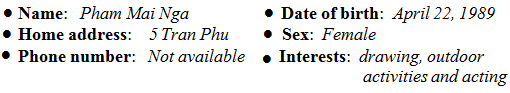 • Name: Pham Mai Nga
• Home address: 5 Tran Phu
• Phone number: Not available
• Date of birth: April 22, 1989
• Sex: Female
• Interests: drawing, outdoor
activities and acting